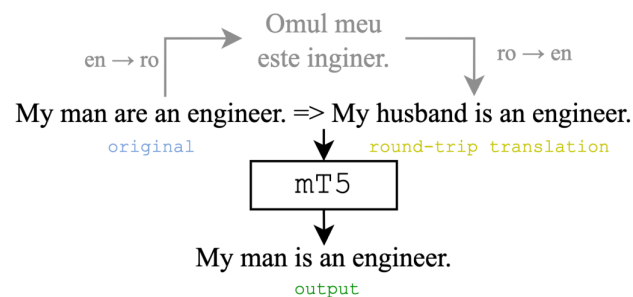 Omul meu
este inginer.
en → ro
ro → en
My man are an engineer. => My husband is an engineer.
original
round-trip translation
mT5
My man is an engineer.
output